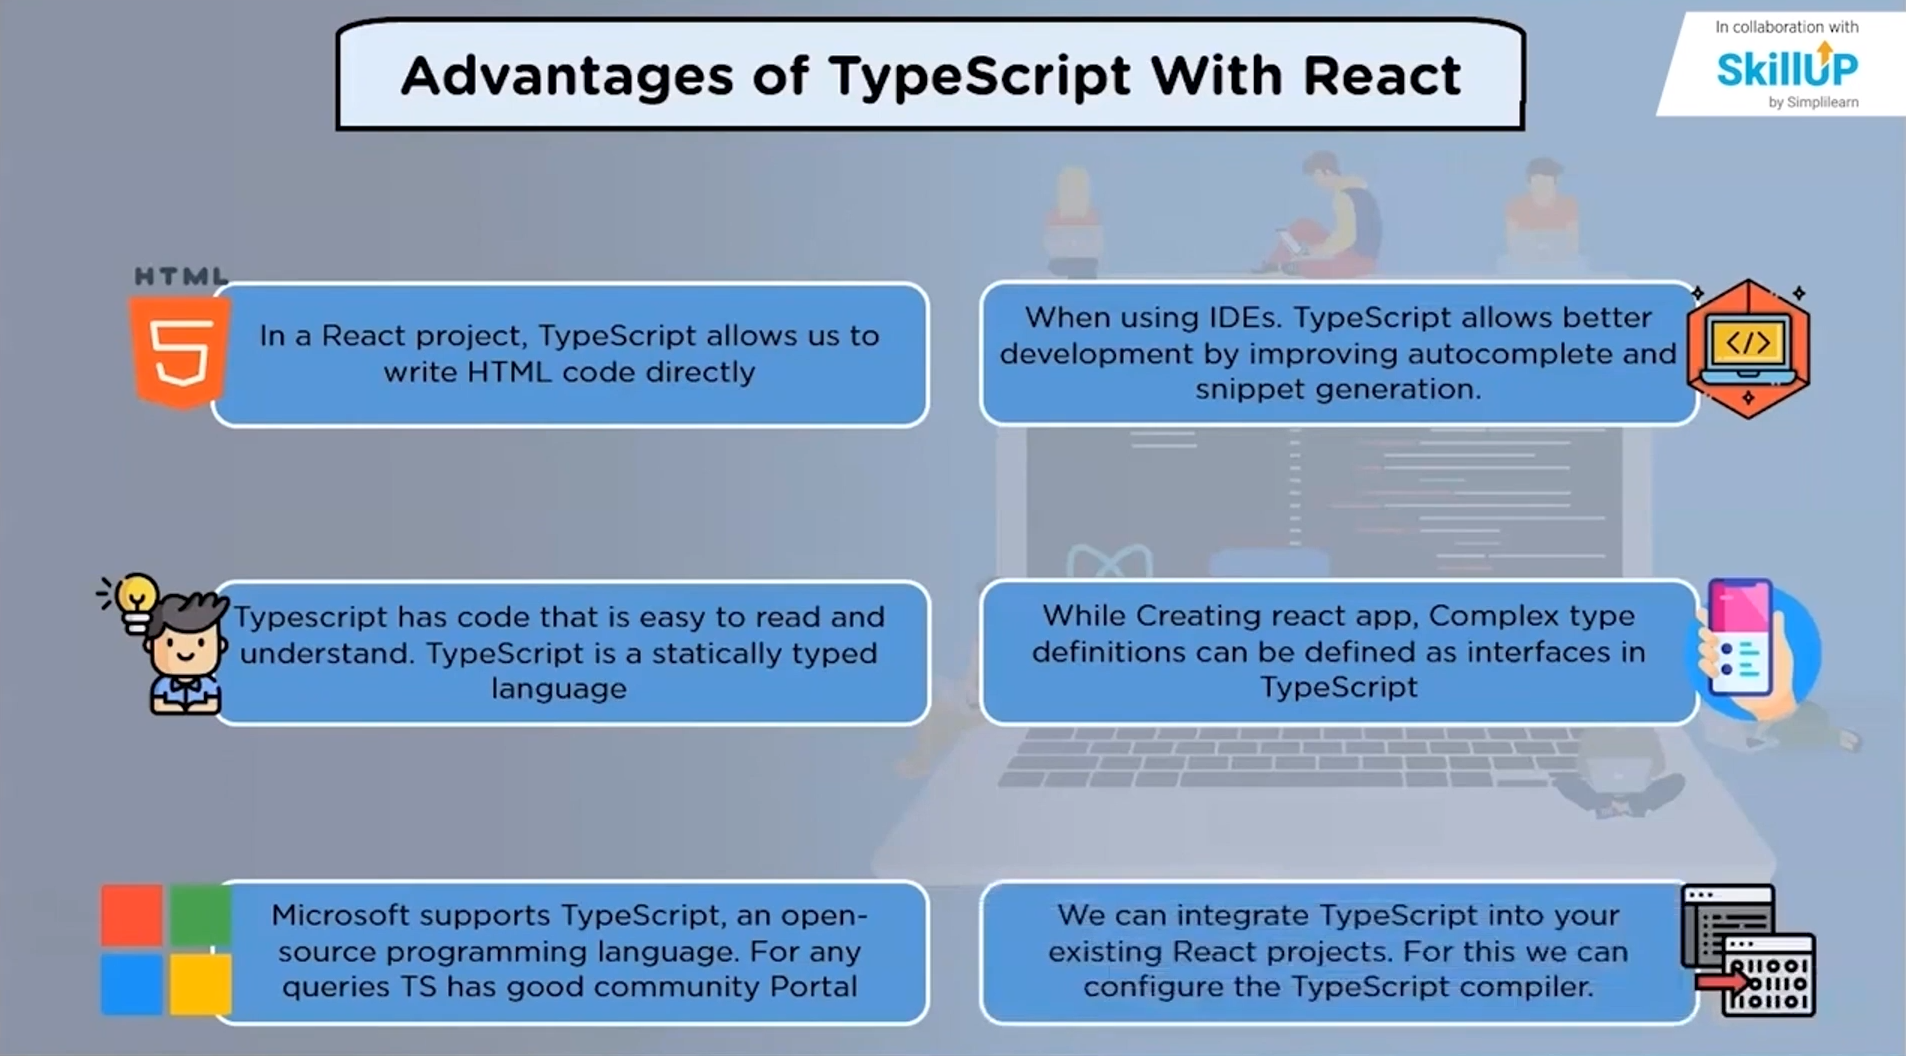 Advantages of TypeScript With React
In collaboration with
SkillUP
by Simplilearn
HTML
5
In a React project, TypeScript allows us to
write HTML code directly
When using IDEs. TypeScript allows better
development by improving autocomplete and
snippet generation.
</>
Typescript has code that is easy to read and
understand. TypeScript is a statically typed
language
While Creating react app, Complex type
definitions can be defined as interfaces in
TypeScript
Microsoft supports TypeScript, an open-
source programming language. For any
queries TS has good community Portal
We can integrate TypeScript into your
existing React projects. For this we can
configure the TypeScript compiler.
011001
101101